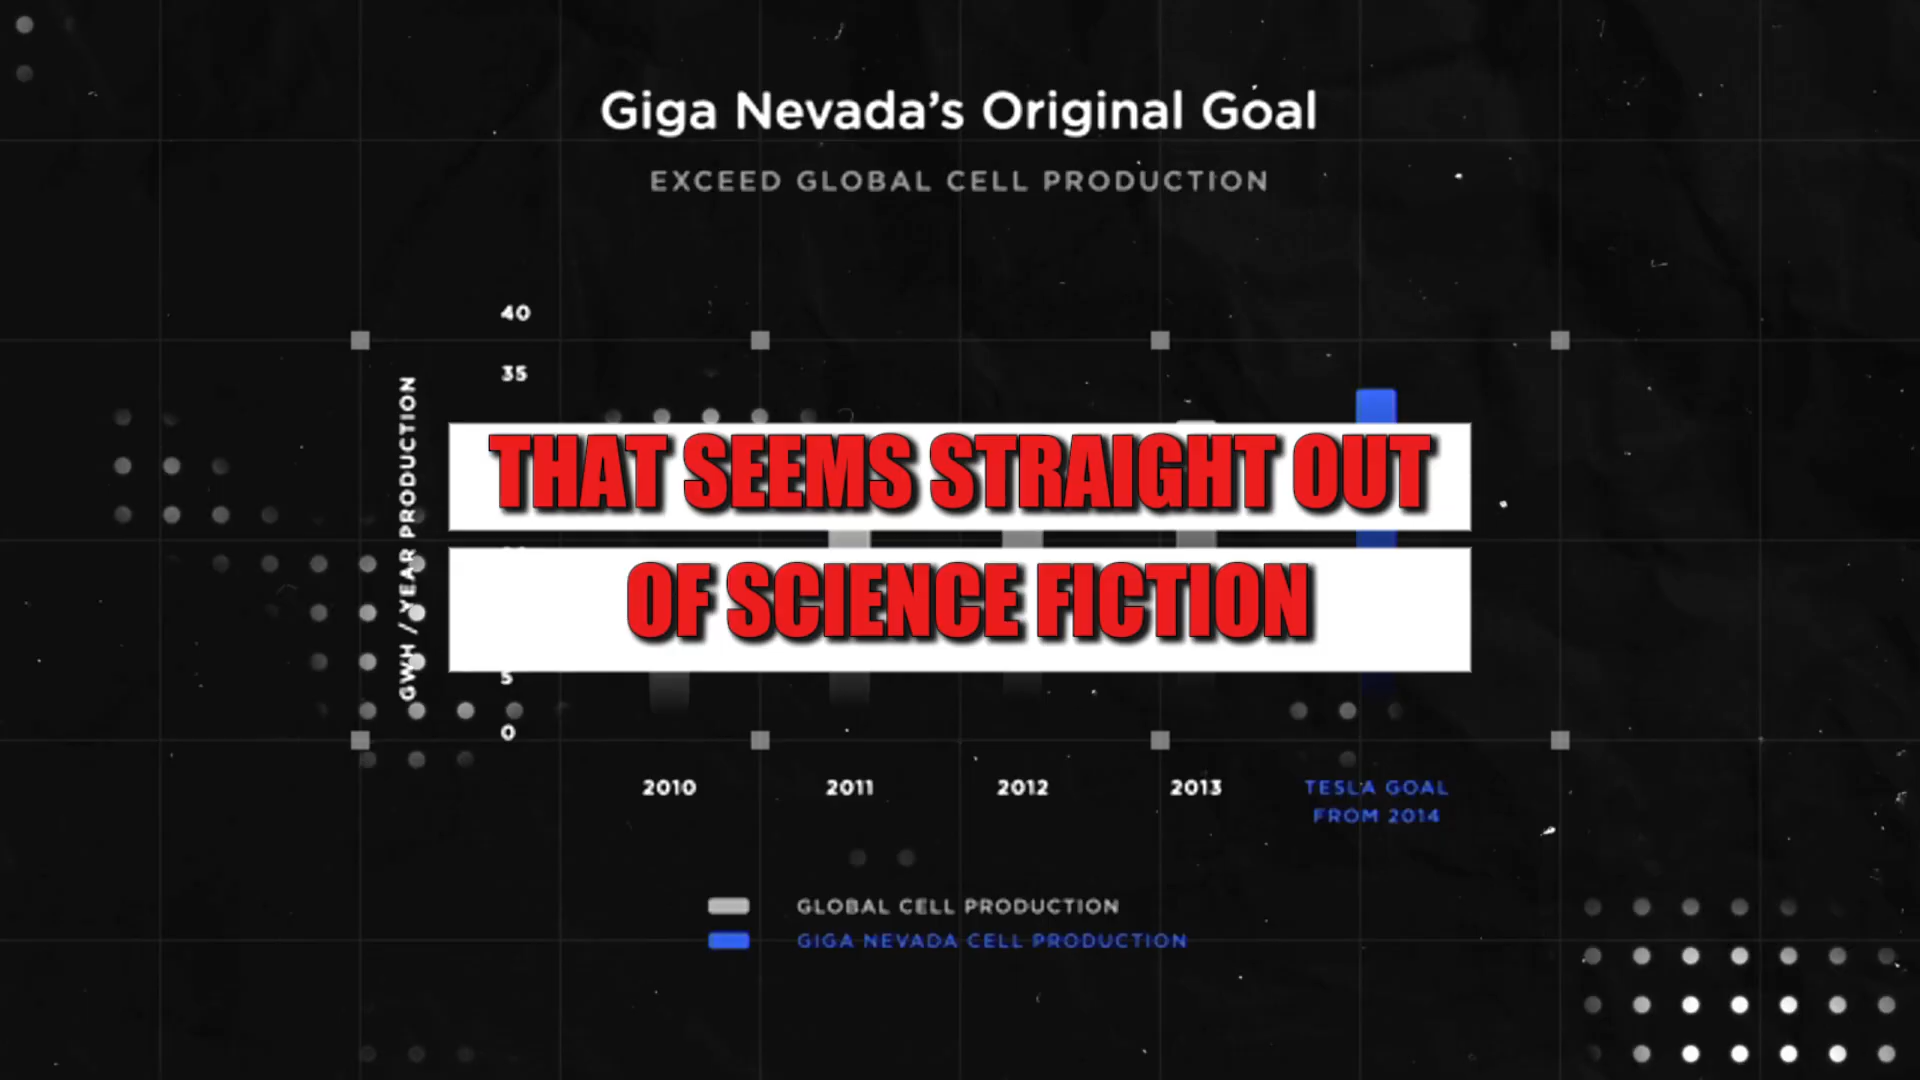 Giga Nevada's Original Goal
EXCEED GLOBAL CELL PRODUCTION
40
35
GWH / YEAR PRODUCTION
THAT SEEMS STRAIGHT OUT
OF SCIENCE FICTION
5
0
2010
2011
2012
2013
TESLA GOAL
FROM 2014
GLOBAL CELL PRODUCTION
GIGA NEVADA CELL PRODUCTION